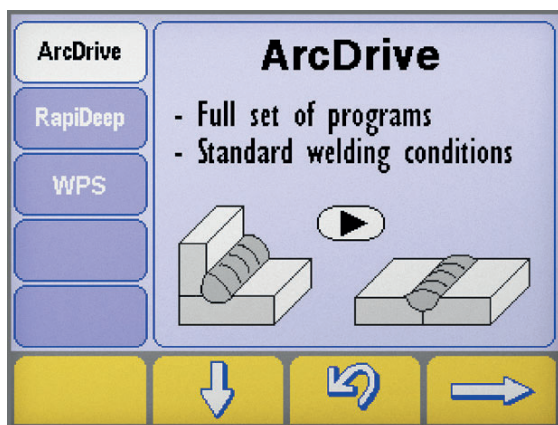 ArcDrive
RapiDeep
WPS
ArcDrive
- Full set of programs
- Standard welding conditions